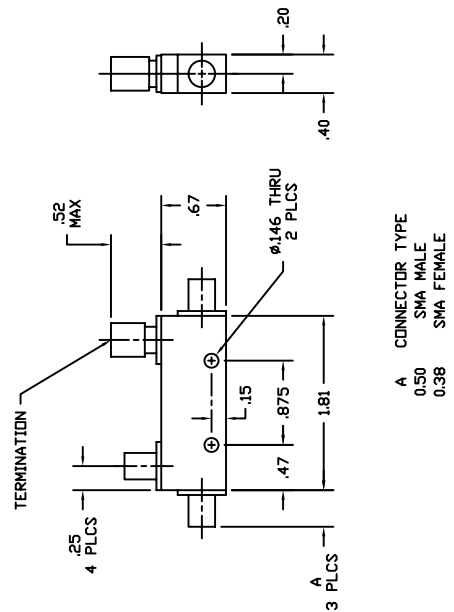 TERMINATION
.52
MAX
.25
4 PLCS
.67
ø.146 THRU
2 PLCS
.15
.875
.47
1.81
A
3 PLCS
.20
.40
A CONNECTOR TYPE
0.50 SMA MALE
0.38 SMA FEMALE